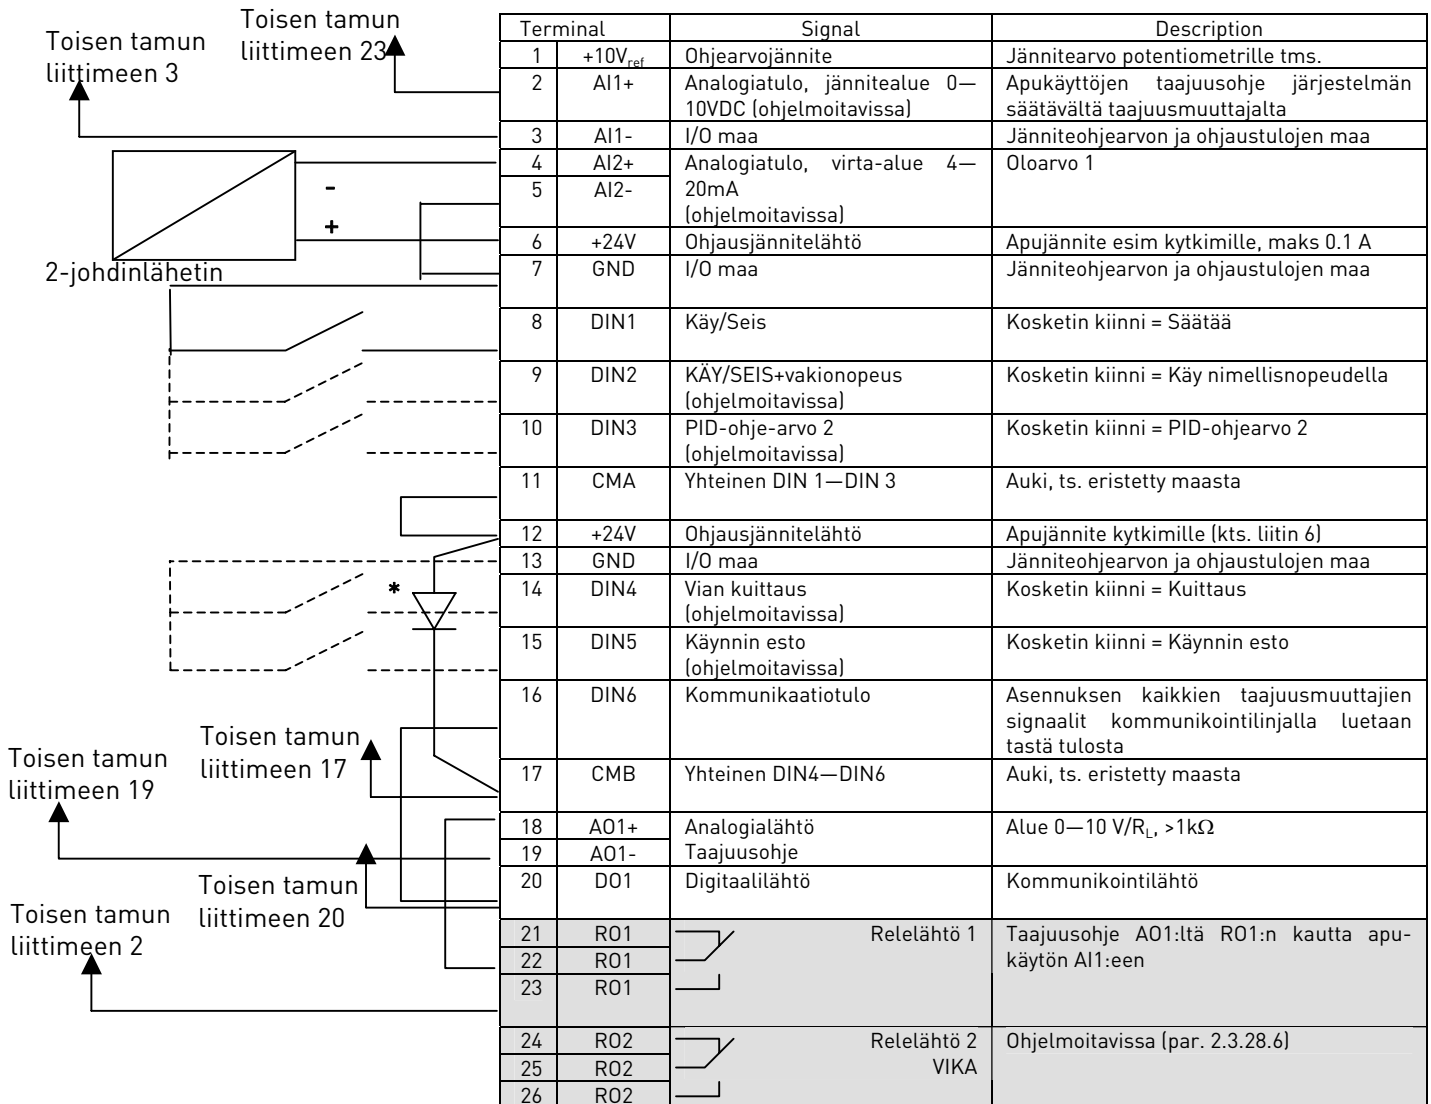 Toisen tamun
liittimeen 23
Toisen tamun
liittimeen 3
-
+
2-johdinlähetin
*
Toisen tamun
liittimeen 17
Toisen tamun
liittimeen 19
Toisen tamun
liittimeen 20
Toisen tamun
liittimeen 2
Terminal Signal Description
1 +10Vref Ohjearvojännite Jännitearvo potentiometrille tms.
2 AI1+ Analogiatulo, jännitealue 0— Apukäyttöjen taajuusohje järjestelmän
10VDC (ohjelmoitavissa) säätävältä taajuusmuuttajalta
3 AI1- I/O maa Jänniteohjearvon ja ohjaustulojen maa
4 AI2+ Analogiatulo, virta-alue 4— Oloarvo 1
5 AI2- 20mA
(ohjelmoitavissa)
6 +24V Ohjausjännitelähtö Apujännite esim kytkimille, maks 0.1 A
7 GND I/O maa Jänniteohjearvon ja ohjaustulojen maa
8 DIN1 Käy/Seis Kosketin kiinni = Säätää
9 DIN2 KÄY/SEIS+vakionopeus Kosketin kiinni = Käy nimellisnopeudella
(ohjelmoitavissa)
10 DIN3 PID-ohje-arvo 2 Kosketin kiinni = PID-ohjearvo 2
(ohjelmoitavissa)
11 CMA Yhteinen DIN 1—DIN 3 Auki, ts. eristetty maasta
12 +24V Ohjausjännitelähtö Apujännite kytkimille (kts. liitin 6)
13 GND I/O maa Jänniteohjearvon ja ohjaustulojen maa
14 DIN4 Vian kuittaus Kosketin kiinni = Kuittaus
(ohjelmoitavissa)
15 DIN5 Käynnin esto Kosketin kiinni = Käynnin esto
(ohjelmoitavissa)
16 DIN6 Kommunikaatiotulo Asennuksen kaikkien taajuusmuuttajien
signaalit kommunikointilinjalla luetaan
tastä tulosta
17 CMB Yhteinen DIN4—DIN6 Auki, ts. eristetty maasta
18 AO1+ Analogialähtö Alue 0—10 V/RL, >1kΩ
19 AO1- Taajuusohje
20 DO1 Digitaalilähtö Kommunikointilähtö
21 RO1 Relelähtö 1 Taajuusohje AO1:ltä RO1:n kautta apu-
22 RO1 käytön AI1:een
23 RO1
24 RO2 Relelähtö 2 Ohjelmoitavissa (par. 2.3.28.6)
25 RO2 VIKA
26 RO2